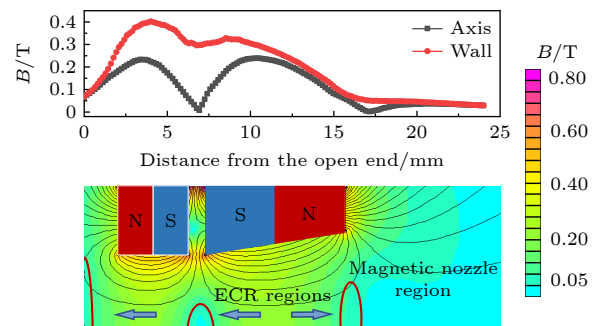 0.4
0.3
0.2
0.1
0
B/T
Axis
Wall
0
5
10
15
20
25
Distance from the open end/mm
B/T
0.80
0.60
0.40
0.20
0.05
N
S
S
N
Magnetic nozzle
region
ECR regions